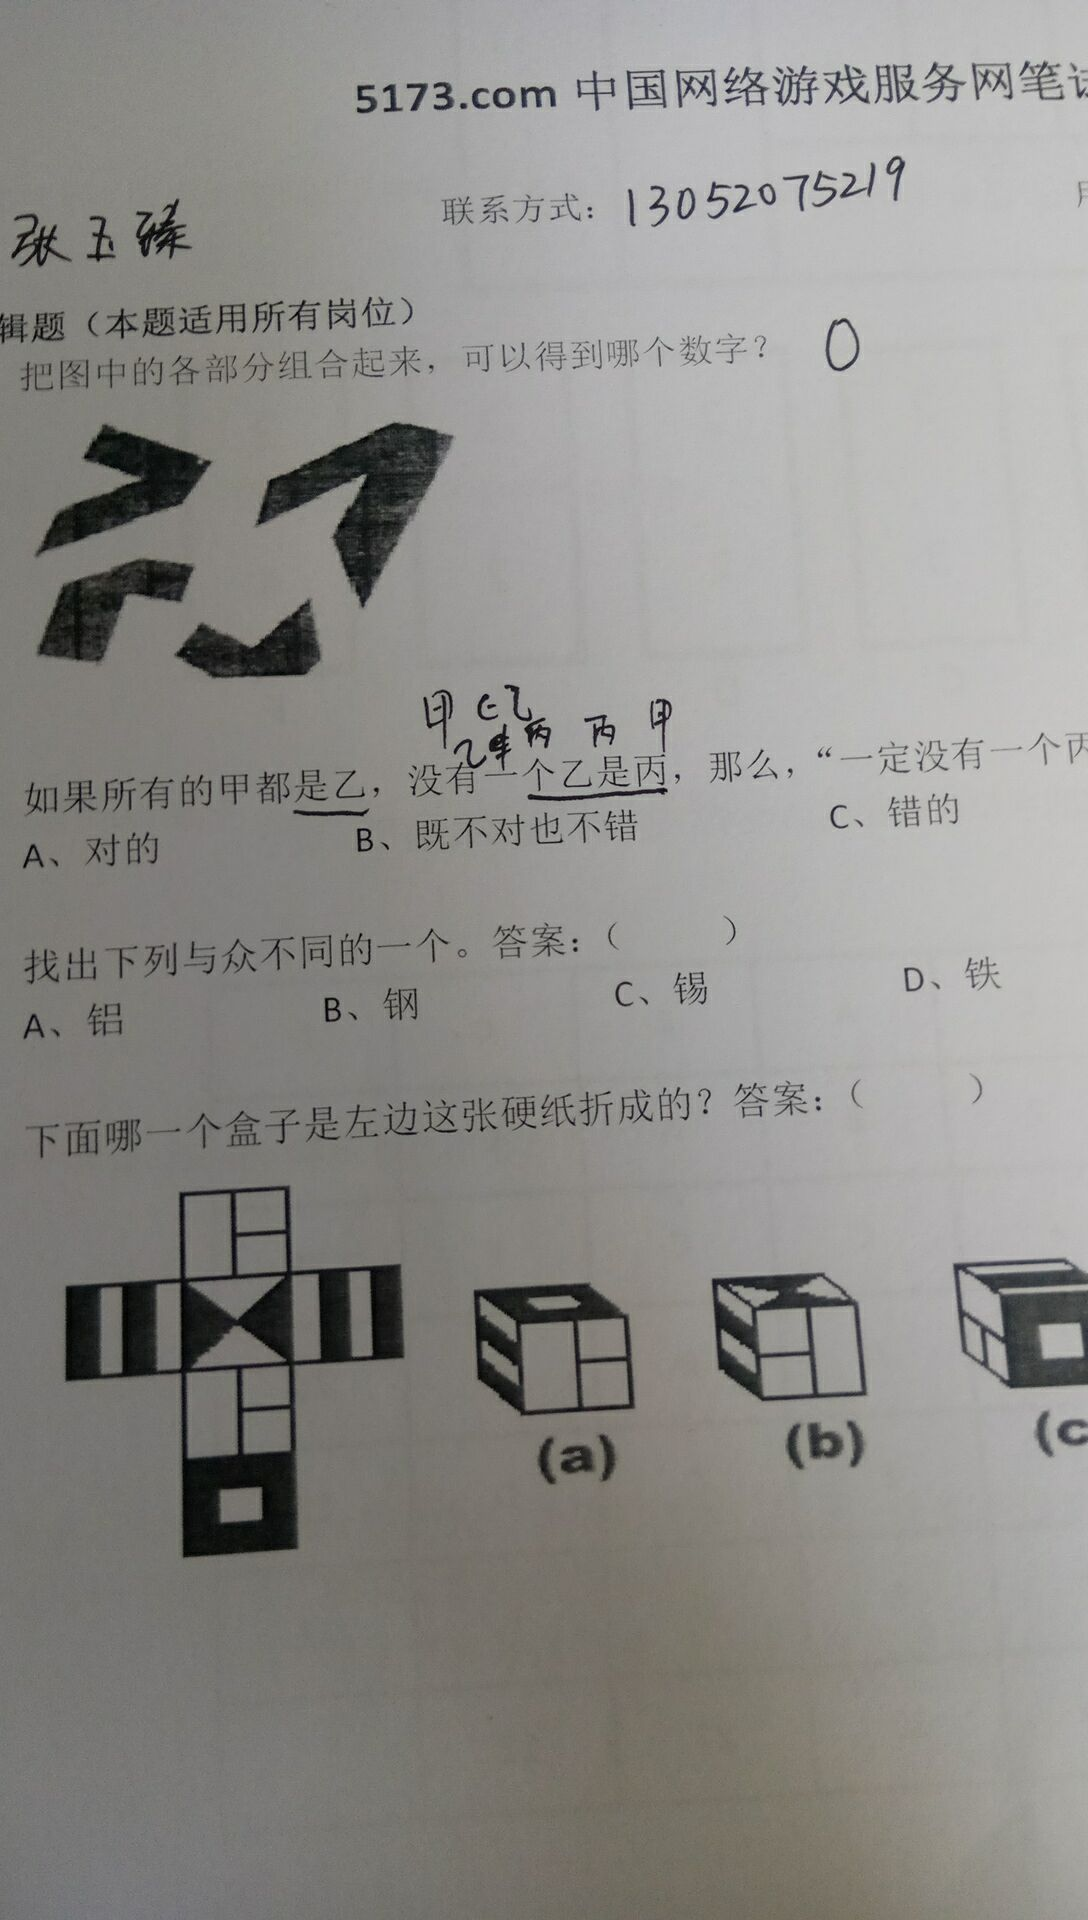 5173.com 中国网络游戏服务网笔试
张玉臻 联系方式：13052075219
辑题（本题适用所有岗位）
把图中的各部分组合起来，可以得到哪个数字？ 0
甲 乙 丙 丙 甲
如果所有的甲都是乙，没有一个乙是丙，那么，“一定没有一个丙
A、对的 B、既不对也不错 C、错的
找出下列与众不同的一个。答案：（ ）
A、铝 B、钢 C、锡 D、铁
下面哪一个盒子是左边这张硬纸折成的？答案：（ ）
(a) (b) (c